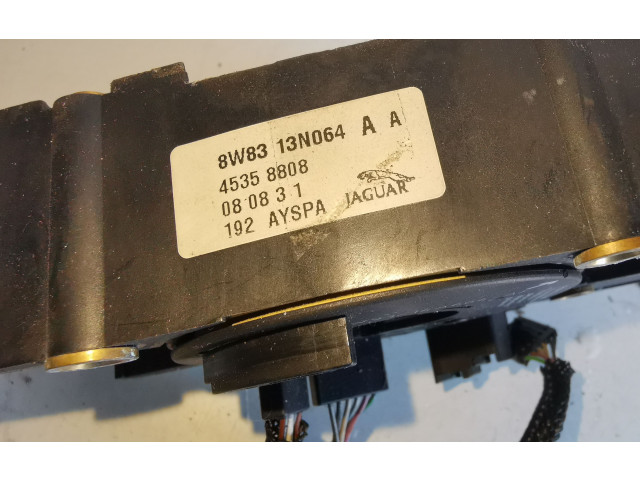 8W83 13N064 A A
4535 8808
08 08 3 1
192 AYSPA JAGUAR